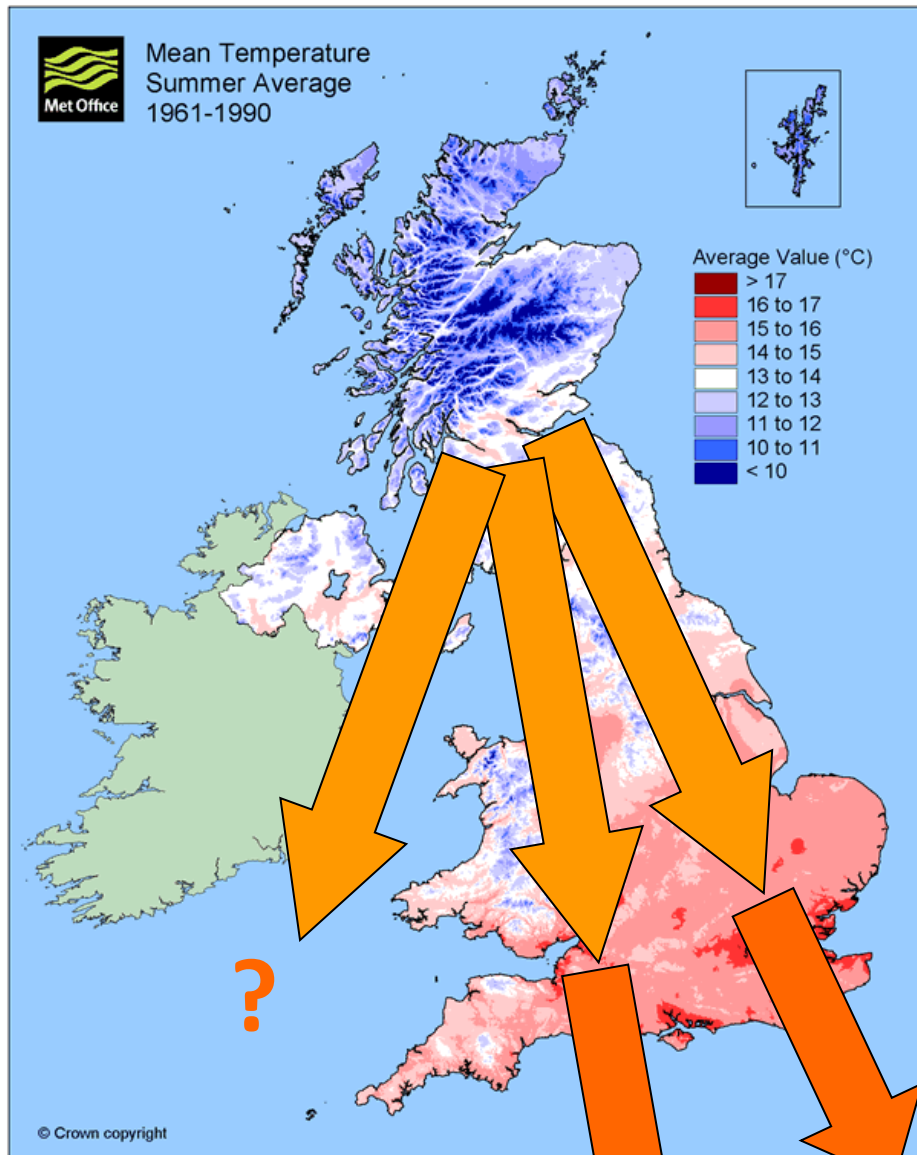 Met Office
Mean Temperature
Summer Average
1961-1990
Average Value (°C)
> 17
16 to 17
15 to 16
14 to 15
13 to 14
12 to 13
11 to 12
10 to 11
< 10
?
© Crown copyright